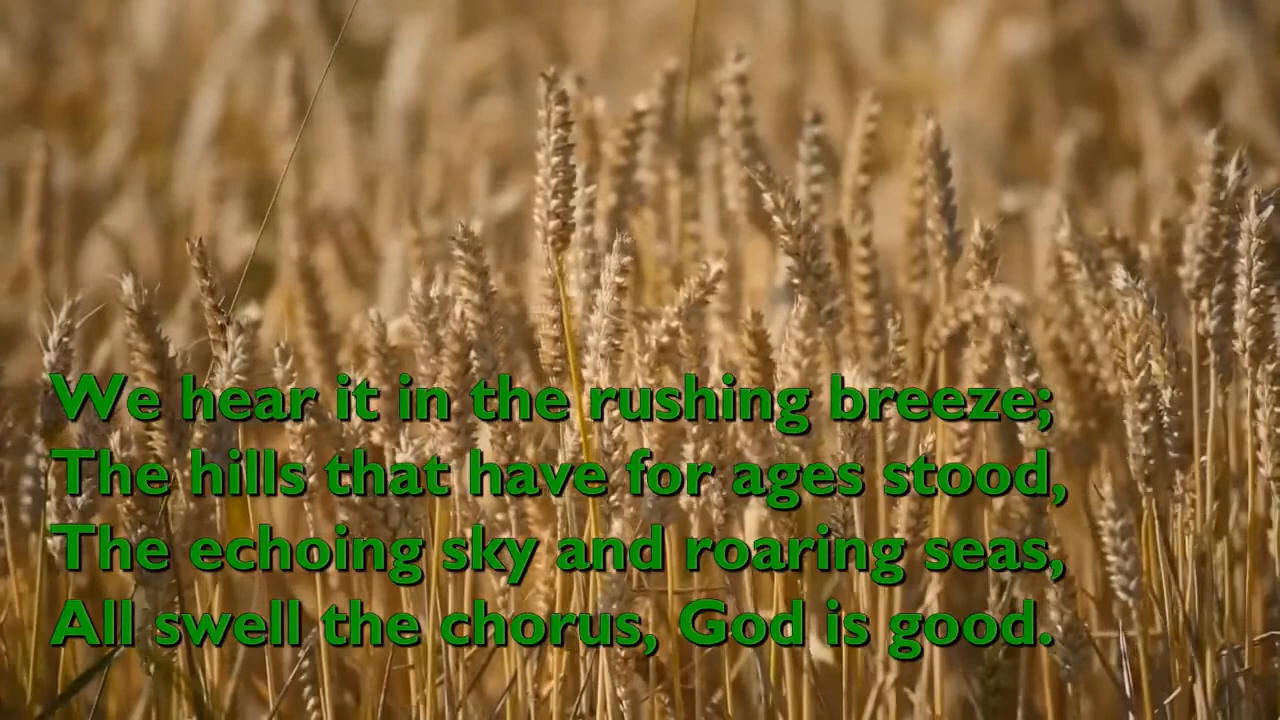 We hear it in the rushing breeze;
The hills that have for ages stood,
The echoing sky and roaring seas,
All swell the chorus, God is good.